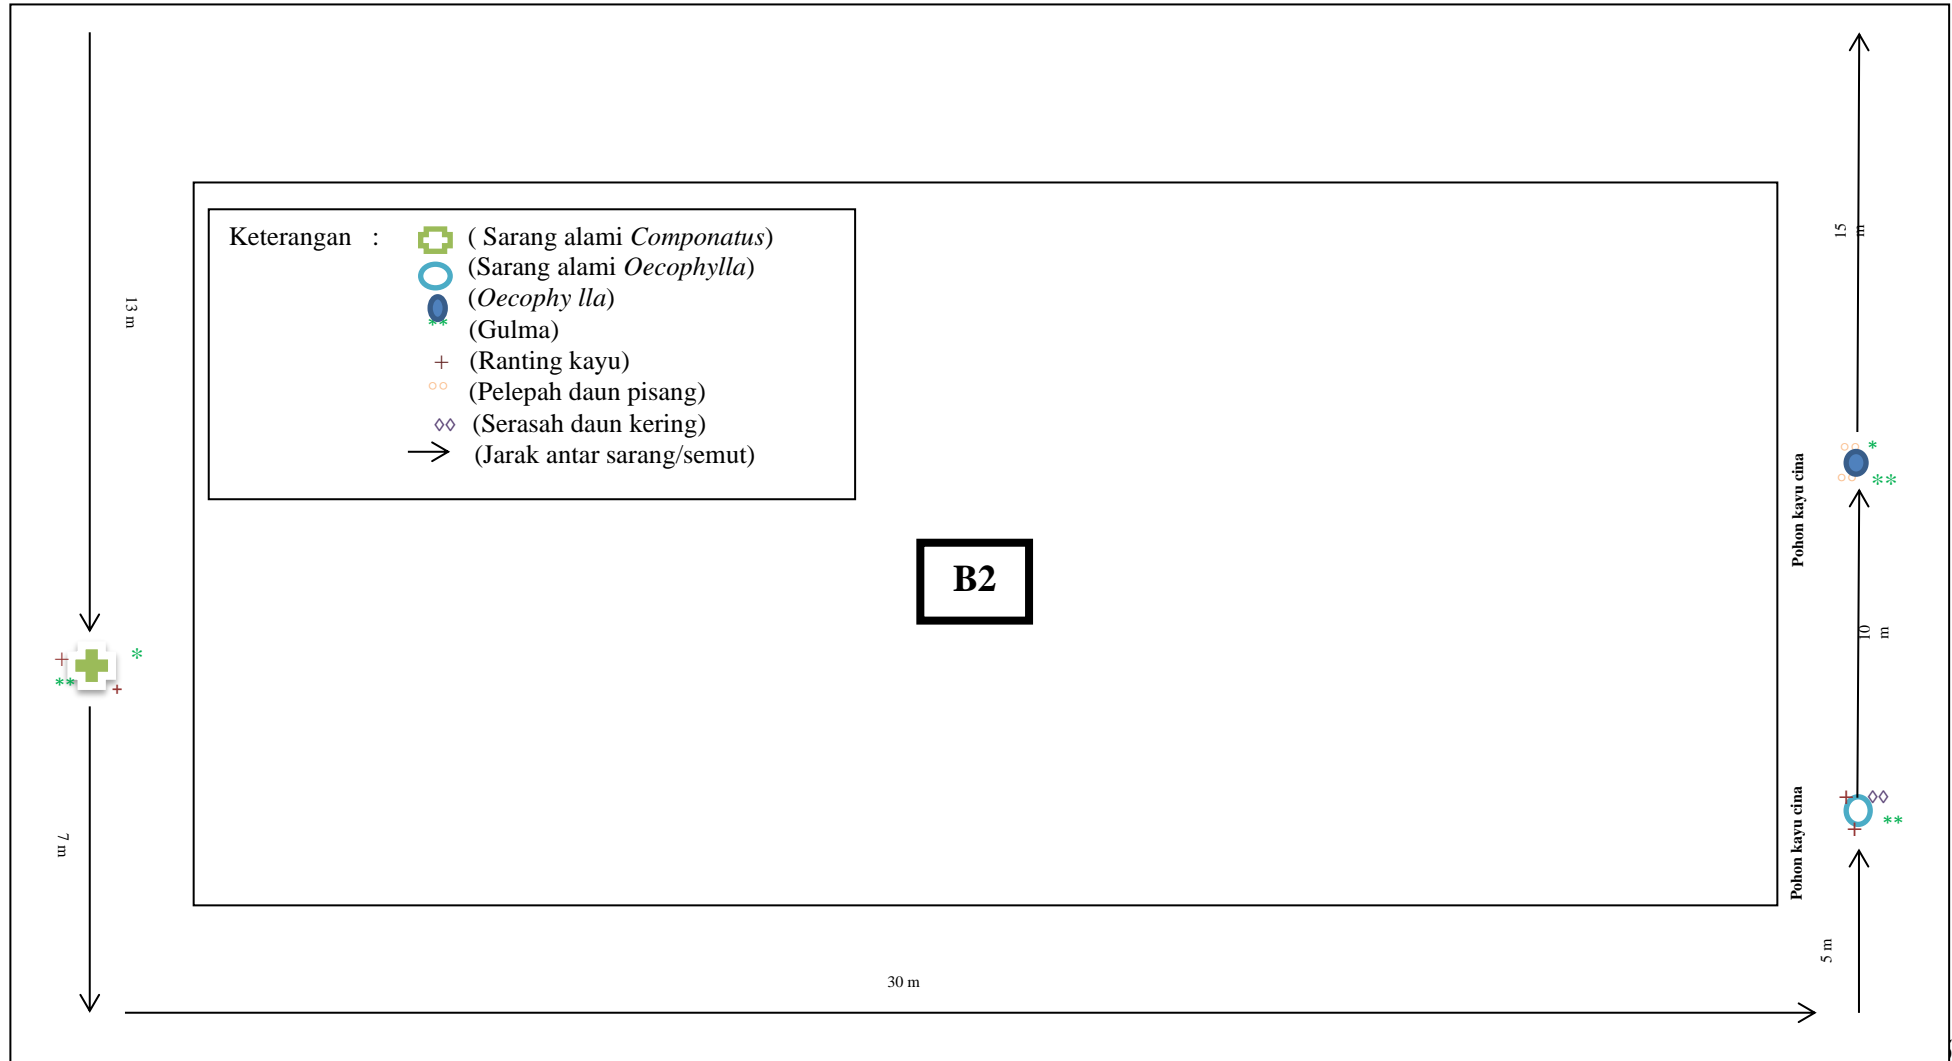 Keterangan :
( Sarang alami Componatus)
(Sarang alami Oecophylla)
(Oecophy lla)
(Gulma)
(Ranting kayu)
(Pelepah daun pisang)
(Serasah daun kering)
(Jarak antar sarang/semut)
13 m
7 m
B2
30 m
15 m
Pohon kayu cina
10 m
Pohon kayu cina
5 m